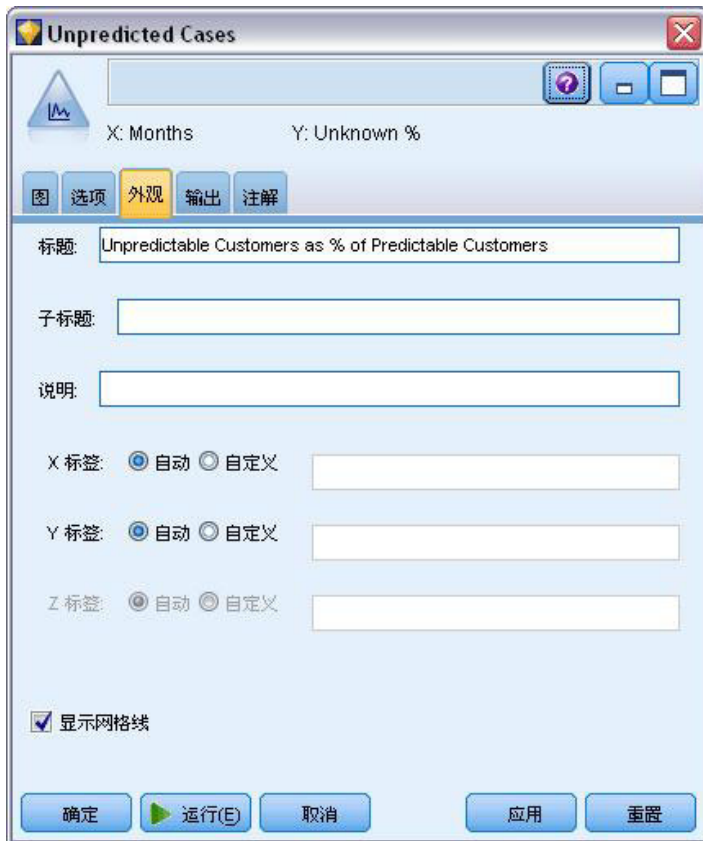 Unpredicted Cases
X: Months Y: Unknown %
图 选项 外观 输出 注解
标题: Unpredictable Customers as % of Predictable Customers
子标题:
说明:
X 标签: 自动 自定义
Y 标签: 自动 自定义
Z 标签: 自动 自定义
显示网格线
确定 运行(E) 取消 应用 重置